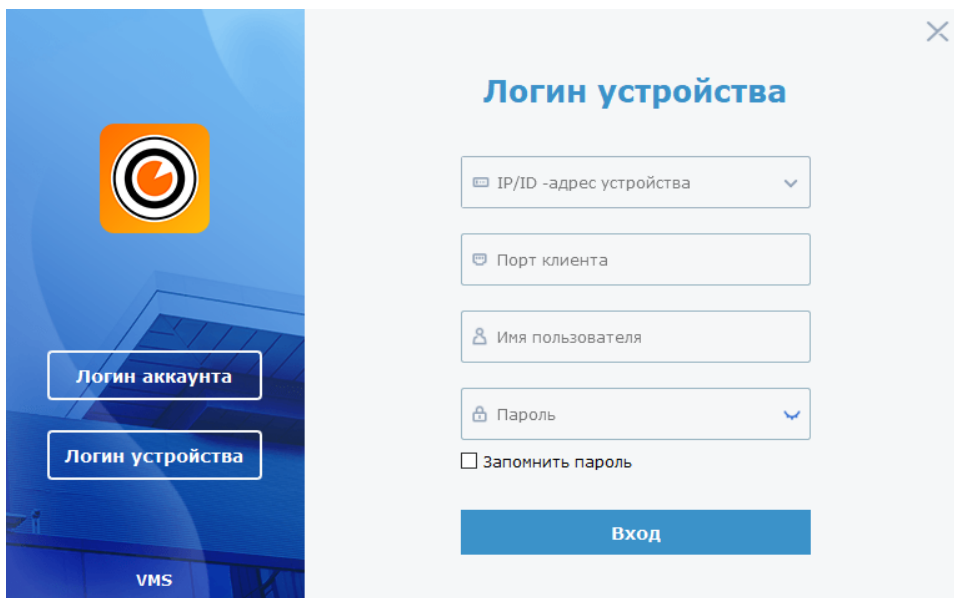 Логин устройства
IP/ID -адрес устройства
Порт клиента
Имя пользователя
Пароль
Запомнить пароль
Вход
Логин аккаунта
Логин устройства
VMS